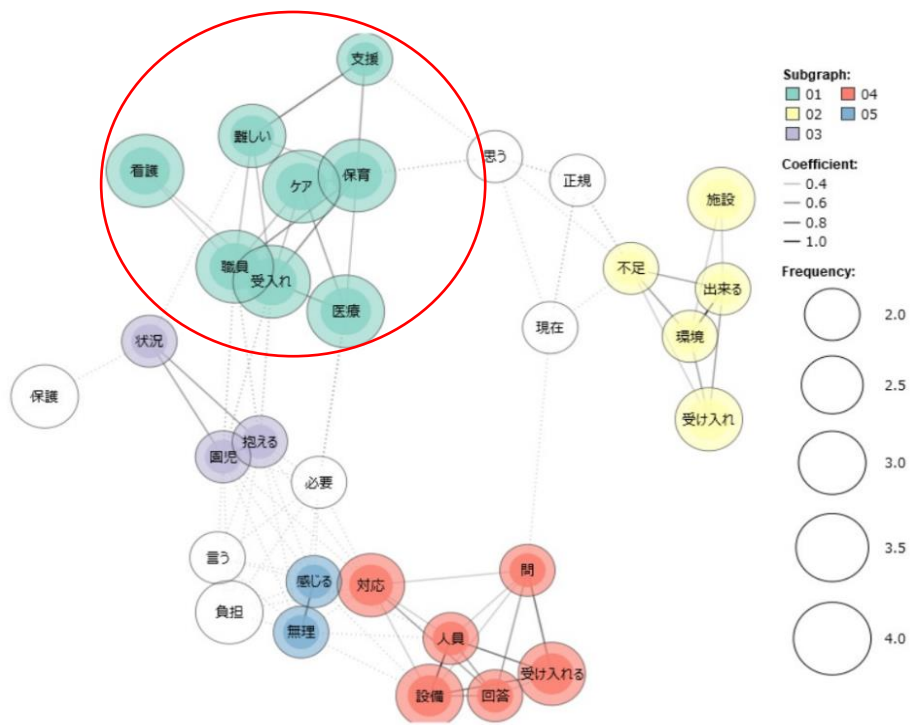 支援
難しい
看護
ケア
保育
職員
受入れ
医療
思う
正規
現在
不足
施設
出来る
環境
受け入れ
状況
保護
園児
抱える
必要
言う
負担
感じる
無理
対応
問
人員
設備
回答
受け入れる
Subgraph:
01 04
02 05
03
Coefficient:
0.4
0.6
0.8
1.0
Frequency:
2.0
2.5
3.0
3.5
4.0